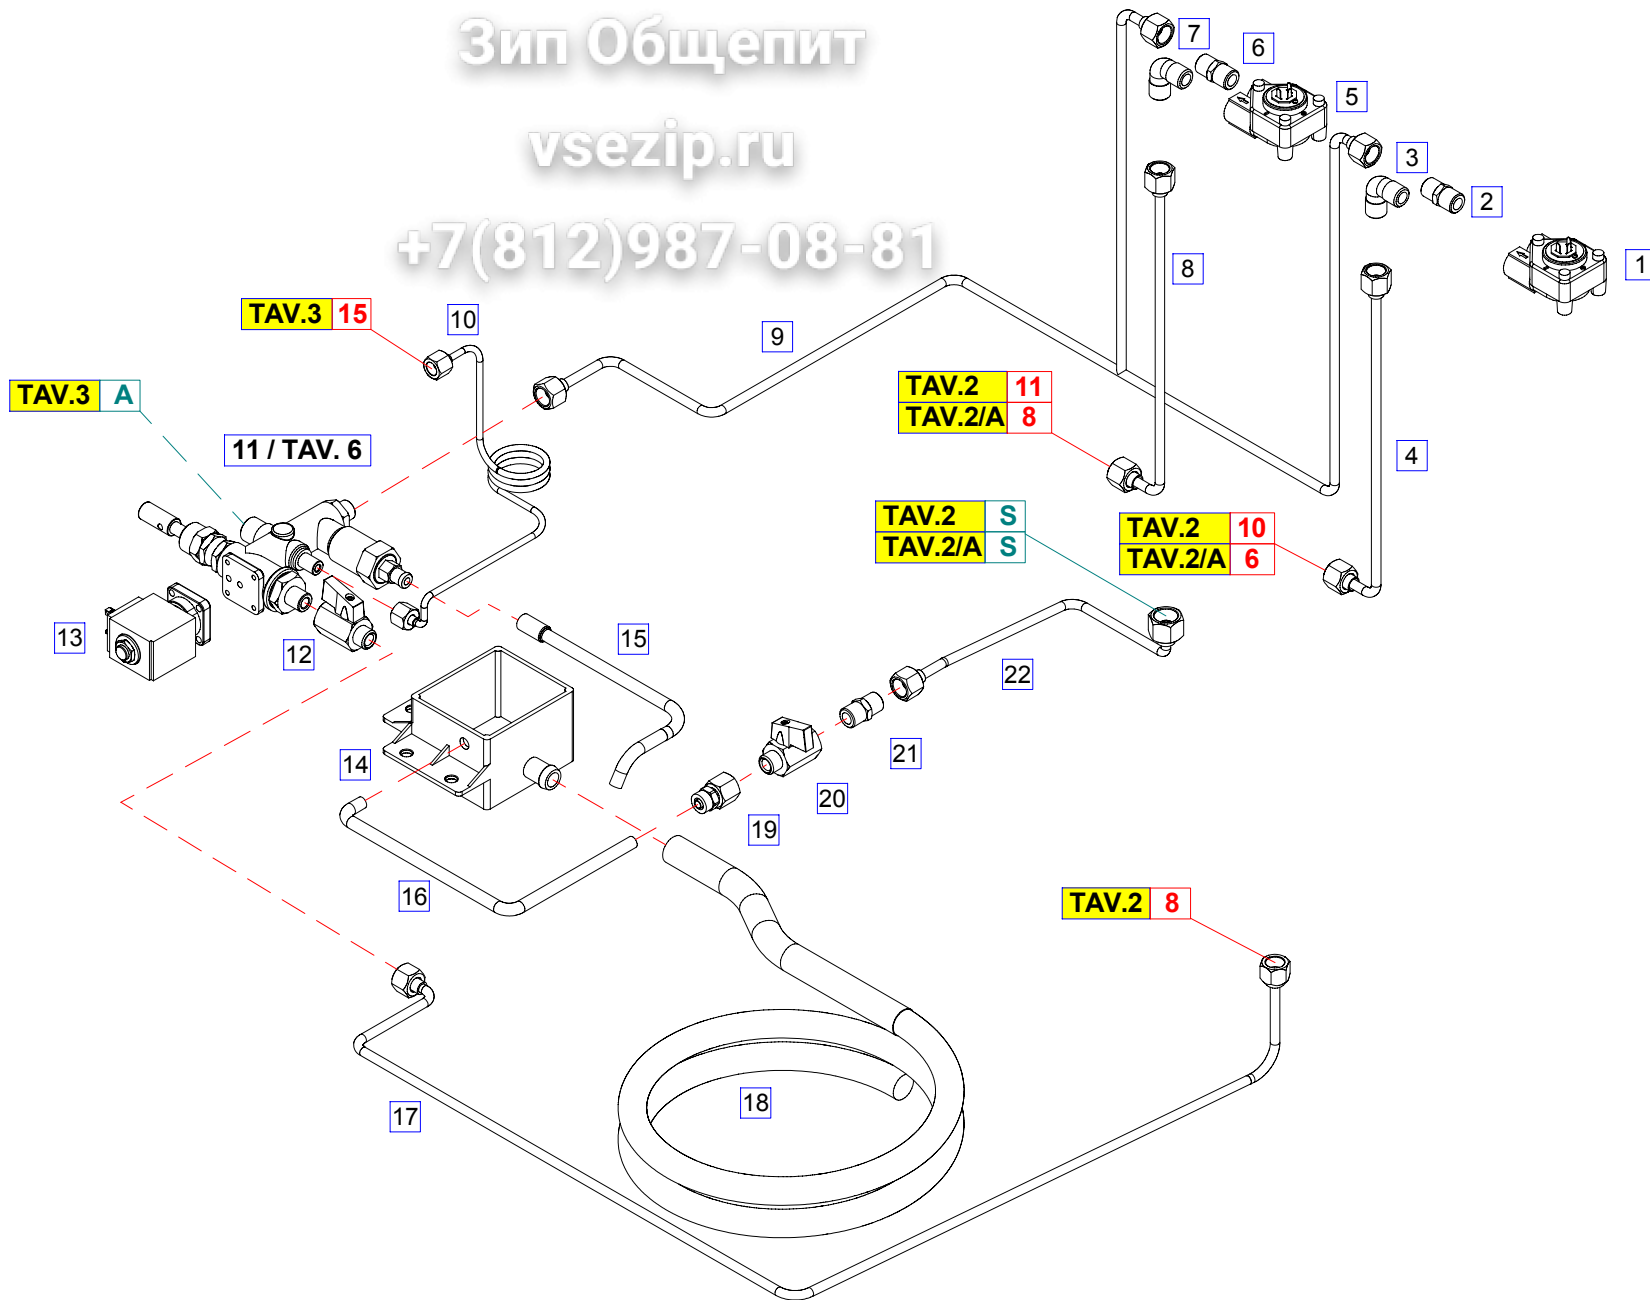 Зип Общепит
vsezip.ru
+7(812)987-08-81
7
6
5
3
2
1
8
4
9
10
TAV.3 15
TAV.3 A
11 / TAV. 6
TAV.2 11
TAV.2/A 8
TAV.2 S
TAV.2/A S
TAV.2 10
TAV.2/A 6
13
12
15
22
14
21
20
19
16
TAV.2 8
18
17